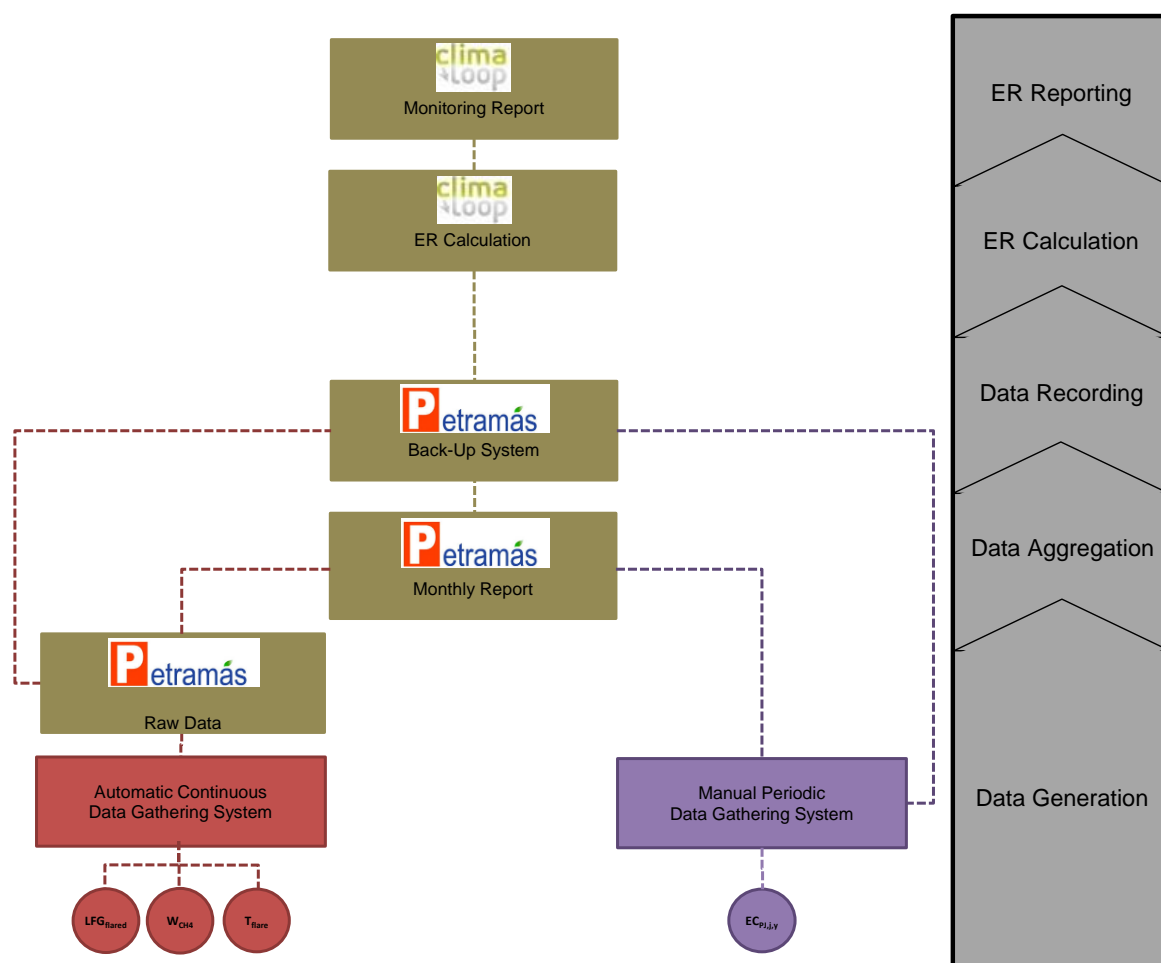 clima
Loop
Monitoring Report
clima
Loop
ER Calculation
Petramás
Back-Up System
Petramás
Monthly Report
Petramás
Raw Data
Automatic Continuous
Data Gathering System
Manual Periodic
Data Gathering System
LFGflared
WCH4
Tflare
ECPJ,j,y
ER Reporting
ER Calculation
Data Recording
Data Aggregation
Data Generation